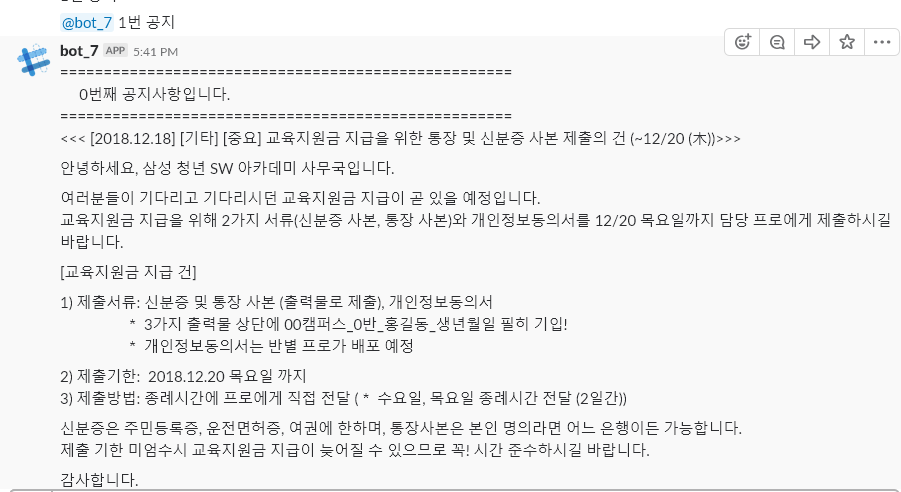 @bot_7 1번 공지
bot_7 APP 5:41 PM
====================================================
0번째 공지사항입니다.
====================================================
<<< [2018.12.18] [기타] [중요] 교육지원금 지급을 위한 통장 및 신분증 사본 제출의 건 (~12/20 (木))>>>
안녕하세요, 삼성 청년 SW 아카데미 사무국입니다.
여러분들이 기다리고 기다리시던 교육지원금 지급이 곧 있을 예정입니다.
교육지원금 지급을 위해 2가지 서류(신분증 사본, 통장 사본)와 개인정보동의서를 12/20 목요일까지 담당 프로에게 제출하시길
바랍니다.
[교육지원금 지급 건]
1) 제출서류: 신분증 및 통장 사본 (출력물로 제출), 개인정보동의서
* 3가지 출력물 상단에 00캠퍼스_0반_홍길동_생년월일 필히 기입!
* 개인정보동의서는 반별 프로가 배포 예정
2) 제출기한: 2018.12.20 목요일 까지
3) 제출방법: 종례시간에 프로에게 직접 전달 ( * 수요일, 목요일 종례시간 전달 (2일간))
신분증은 주민등록증, 운전면허증, 여권에 한하며, 통장사본은 본인 명의라면 어느 은행이든 가능합니다.
제출 기한 미엄수시 교육지원금 지급이 늦어질 수 있으므로 꼭! 시간 준수하시길 바랍니다.
감사합니다.